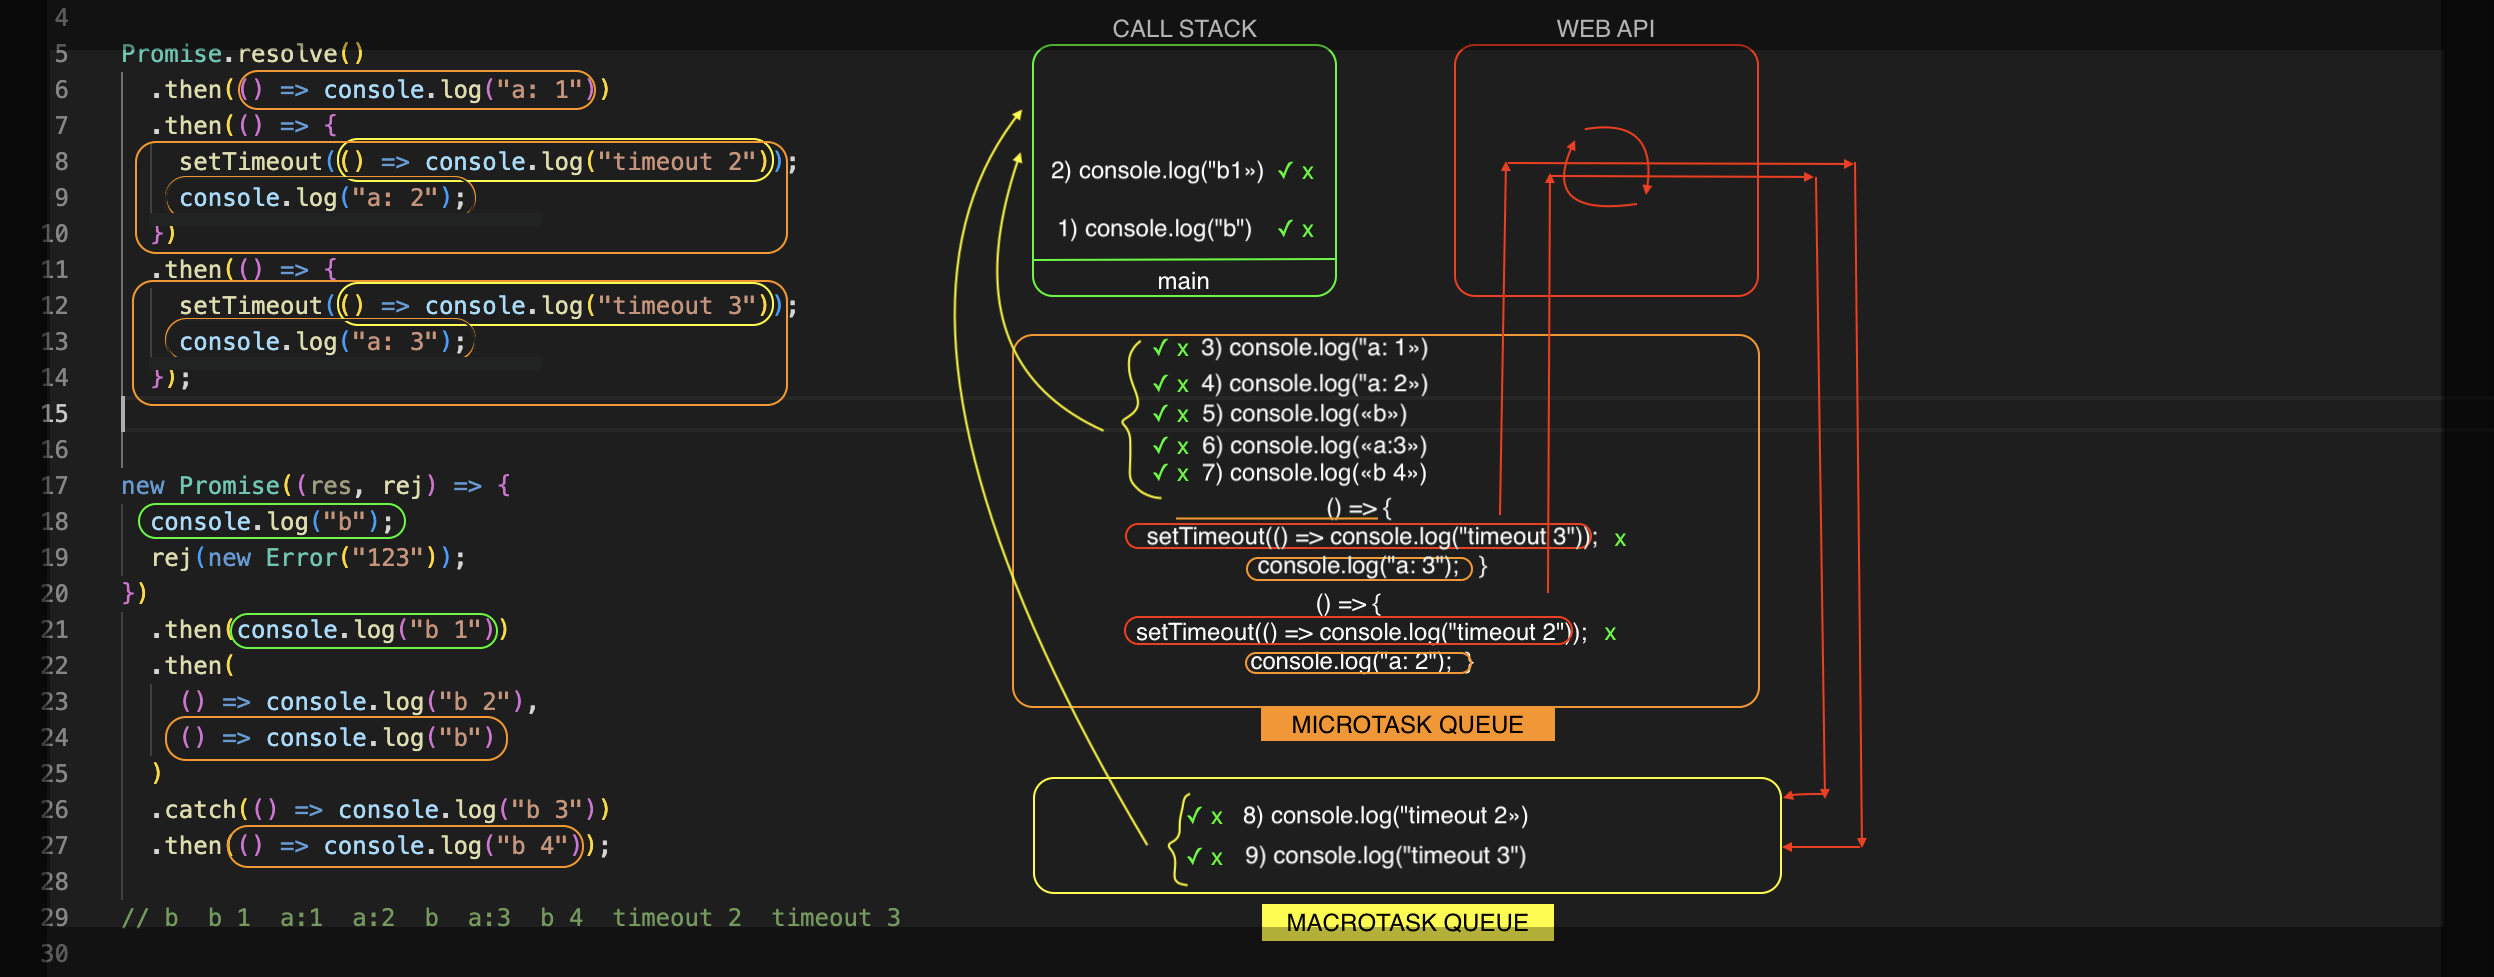 4
5 Promise.resolve()
6 .then(() => console.log("a: 1"))
7 .then(() => {
8 setTimeout(() => console.log("timeout 2"));
9 console.log("a: 2");
10 })
11 .then(() => {
12 setTimeout(() => console.log("timeout 3"));
13 console.log("a: 3");
14 });
15
16
17 new Promise((res, rej) => {
18 console.log("b");
19 rej(new Error("123"));
20 })
21 .then(console.log("b 1"))
22 .then(
23 () => console.log("b 2"),
24 () => console.log("b")
25 )
26 .catch(() => console.log("b 3"))
27 .then(() => console.log("b 4"));
28
29 // b b 1 a:1 a:2 b a:3 b 4 timeout 2 timeout 3
30
CALL STACK
2) console.log("b1») ✓ x
1) console.log("b") ✓ x
main
WEB API
✓ x 3) console.log("a: 1»)
✓ x 4) console.log("a: 2»)
✓ x 5) console.log(«b»)
✓ x 6) console.log(«a:3»)
✓ x 7) console.log(«b 4»)
() => {
setTimeout(() => console.log("timeout 3")); x
console.log("a: 3"); }
() => {
setTimeout(() => console.log("timeout 2")); x
console.log("a: 2"); }
MICROTASK QUEUE
✓ x 8) console.log("timeout 2»)
✓ x 9) console.log("timeout 3")
MACROTASK QUEUE